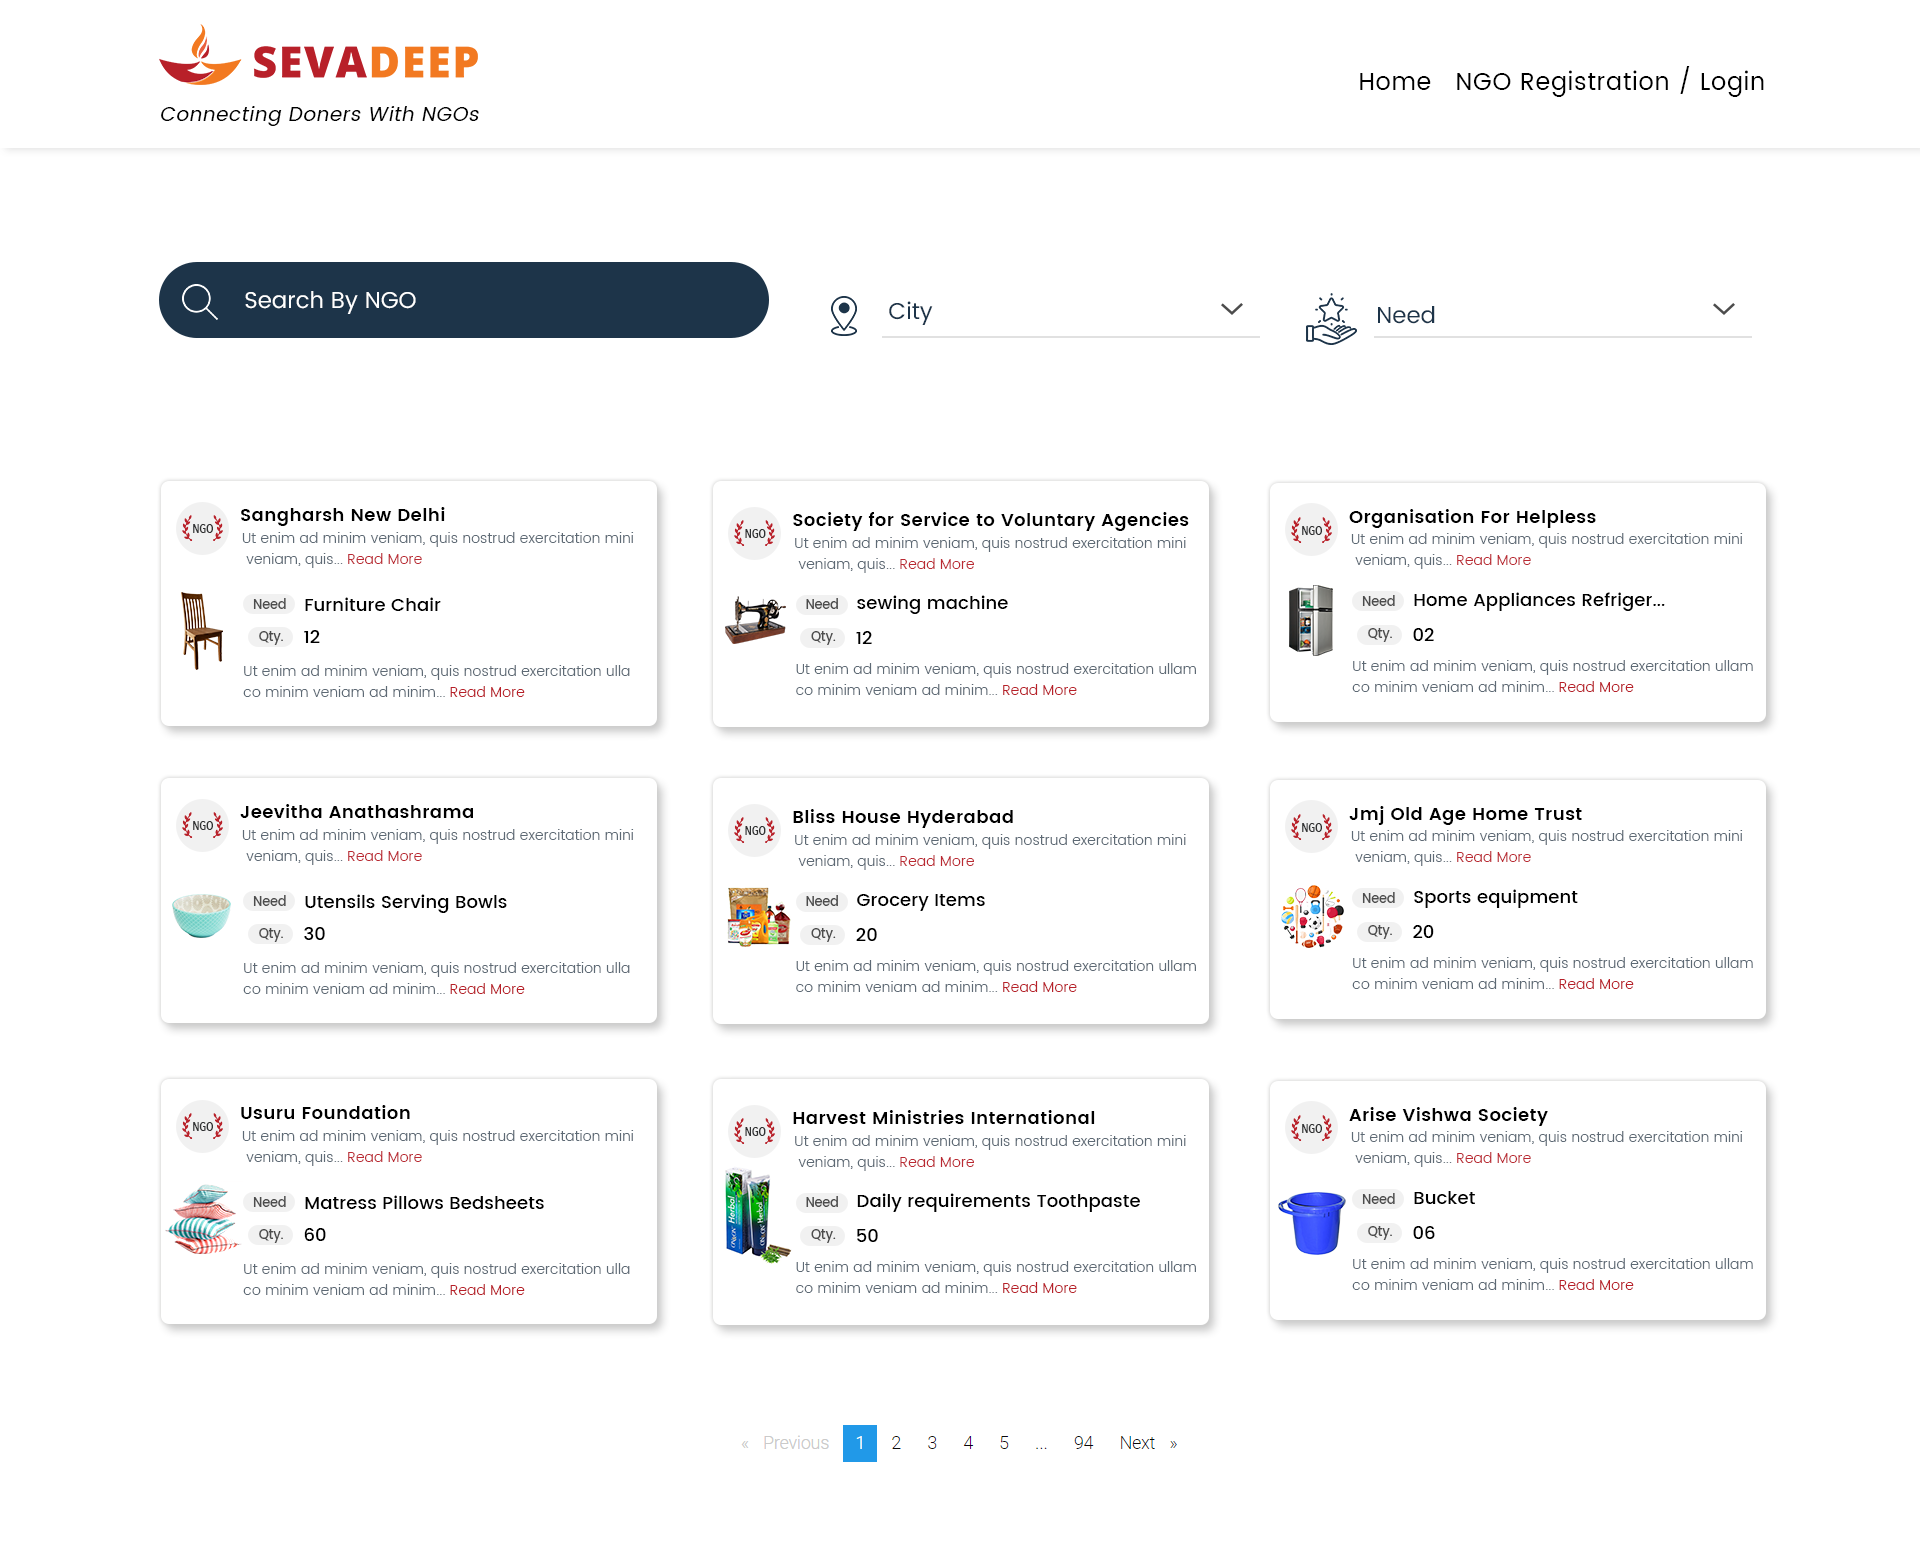 SEVADEEP
Connecting Doners With NGOs
Home NGO Registration / Login
Search By NGO
City
Need
NGO
Sangharsh New Delhi
Ut enim ad minim veniam, quis nostrud exercitation mini
veniam, quis... Read More
Need Furniture Chair
Qty. 12
Ut enim ad minim veniam, quis nostrud exercitation ulla
co minim veniam ad minim... Read More
NGO
Society for Service to Voluntary Agencies
Ut enim ad minim veniam, quis nostrud exercitation mini
veniam, quis... Read More
Need sewing machine
Qty. 12
Ut enim ad minim veniam, quis nostrud exercitation ullam
co minim veniam ad minim... Read More
NGO
Organisation For Helpless
Ut enim ad minim veniam, quis nostrud exercitation mini
veniam, quis... Read More
Need Home Appliances Refriger...
Qty. 02
Ut enim ad minim veniam, quis nostrud exercitation ullam
co minim veniam ad minim... Read More
NGO
Jeevitha Anathashrama
Ut enim ad minim veniam, quis nostrud exercitation mini
veniam, quis... Read More
Need Utensils Serving Bowls
Qty. 30
Ut enim ad minim veniam, quis nostrud exercitation ulla
co minim veniam ad minim... Read More
NGO
Bliss House Hyderabad
Ut enim ad minim veniam, quis nostrud exercitation mini
veniam, quis... Read More
Need Grocery Items
Qty. 20
Ut enim ad minim veniam, quis nostrud exercitation ullam
co minim veniam ad minim... Read More
NGO
Jmj Old Age Home Trust
Ut enim ad minim veniam, quis nostrud exercitation mini
veniam, quis... Read More
Need Sports equipment
Qty. 20
Ut enim ad minim veniam, quis nostrud exercitation ullam
co minim veniam ad minim... Read More
NGO
Usuru Foundation
Ut enim ad minim veniam, quis nostrud exercitation mini
veniam, quis... Read More
Need Matress Pillows Bedsheets
Qty. 60
Ut enim ad minim veniam, quis nostrud exercitation ulla
co minim veniam ad minim... Read More
NGO
Harvest Ministries International
Ut enim ad minim veniam, quis nostrud exercitation mini
veniam, quis... Read More
Herbal
Herbal
Need Daily requirements Toothpaste
Qty. 50
Ut enim ad minim veniam, quis nostrud exercitation ullam
co minim veniam ad minim... Read More
NGO
Arise Vishwa Society
Ut enim ad minim veniam, quis nostrud exercitation mini
veniam, quis... Read More
Need Bucket
Qty. 06
Ut enim ad minim veniam, quis nostrud exercitation ullam
co minim veniam ad minim... Read More
« Previous 1 2 3 4 5 ... 94 Next »